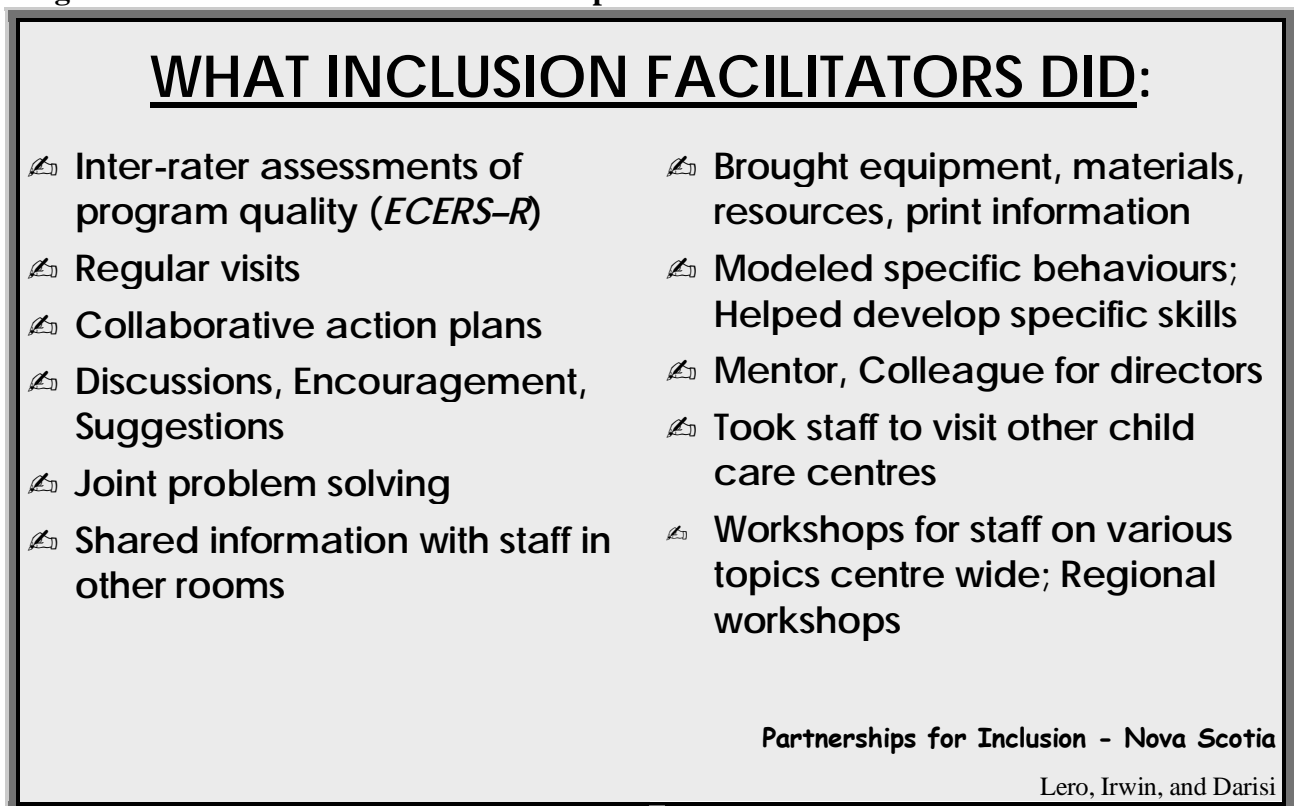 WHAT INCLUSION FACILITATORS DID:
✍ Inter-rater assessments of
program quality (ECERS–R)
✍ Regular visits
✍ Collaborative action plans
✍ Discussions, Encouragement,
Suggestions
✍ Joint problem solving
✍ Shared information with staff in
other rooms
✍ Brought equipment, materials,
resources, print information
✍ Modeled specific behaviours;
Helped develop specific skills
✍ Mentor, Colleague for directors
✍ Took staff to visit other child
care centres
✍ Workshops for staff on various
topics centre wide; Regional
workshops
Partnerships for Inclusion - Nova Scotia
Lero, Irwin, and Darisi